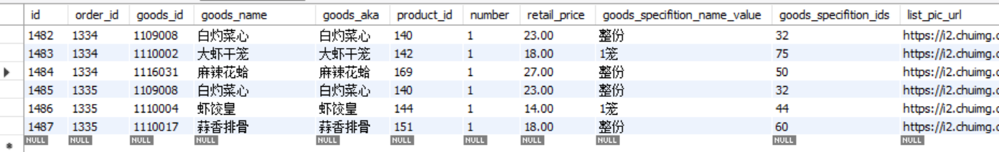 id order_id goods_id goods_name goods_aka product_id number retail_price goods_specifition_name_value goods_specifition_ids list_pic_url
1482 1334 1109008 白灼菜心 白灼菜心 140 1 23.00 整份 32 https://i2.chuimg.c
1483 1334 1110002 大虾干笼 大虾干笼 142 1 18.00 1笼 75 https://i2.chuimg.c
1484 1334 1116031 麻辣花蛤 麻辣花蛤 169 1 27.00 整份 50 https://i2.chuimg.c
1485 1335 1109008 白灼菜心 白灼菜心 140 1 23.00 整份 32 https://i2.chuimg.c
1486 1335 1110004 虾饺皇 虾饺皇 144 1 14.00 1笼 44 https://i2.chuimg.c
1487 1335 1110017 蒜香排骨 蒜香排骨 151 1 18.00 整份 60 https://i2.chuimg.c
NULL NULL NULL NULL NULL NULL NULL NULL NULL NULL NULL